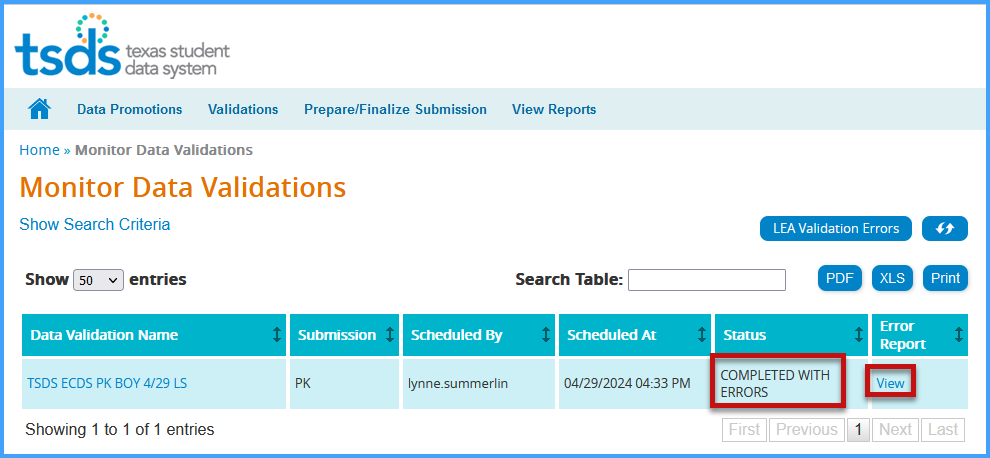 tsds texas student
data system
Data Promotions Validations Prepare/Finalize Submission View Reports
Home » Monitor Data Validations
Monitor Data Validations
Show Search Criteria
LEA Validation Errors
Show 50 entries Search Table: PDF XLS Print
Data Validation Name Submission Scheduled By Scheduled At Status Error
Report
TSDS ECDS PK BOY 4/29 LS PK lynne.summerlin 04/29/2024 04:33 PM COMPLETED WITH
ERRORS View
Showing 1 to 1 of 1 entries First Previous 1 Next Last